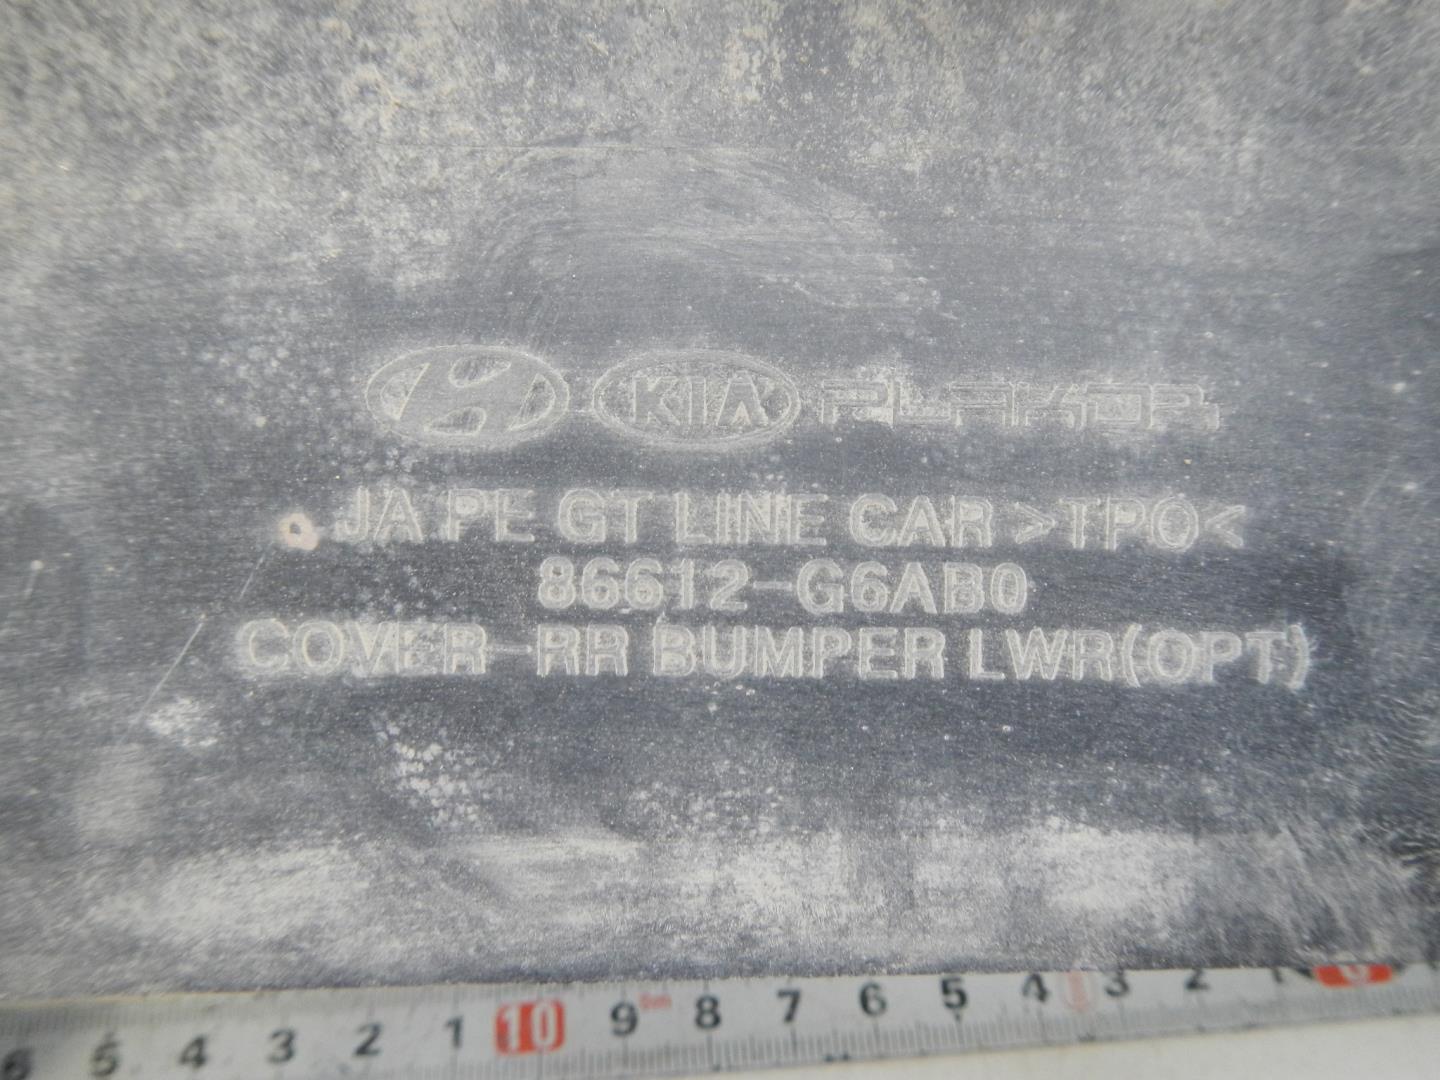 KIA PLAKOR
JA PE GT LINE CAR >TPO<
86612-G6AB0
COVER-RR BUMPER LWR(OPT)
6 5 4 3 2 1 10 9 8 7 6 5 4 3 2 1